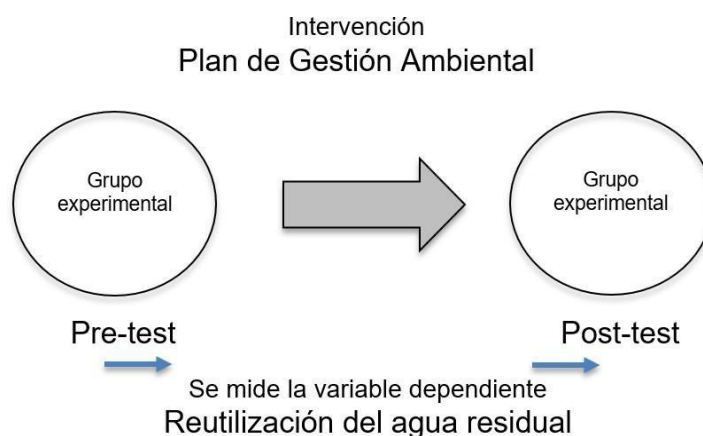 Intervención
Plan de Gestión Ambiental
Grupo
experimental
Grupo
experimental
Pre-test
Post-test
Se mide la variable dependiente
Reutilización del agua residual